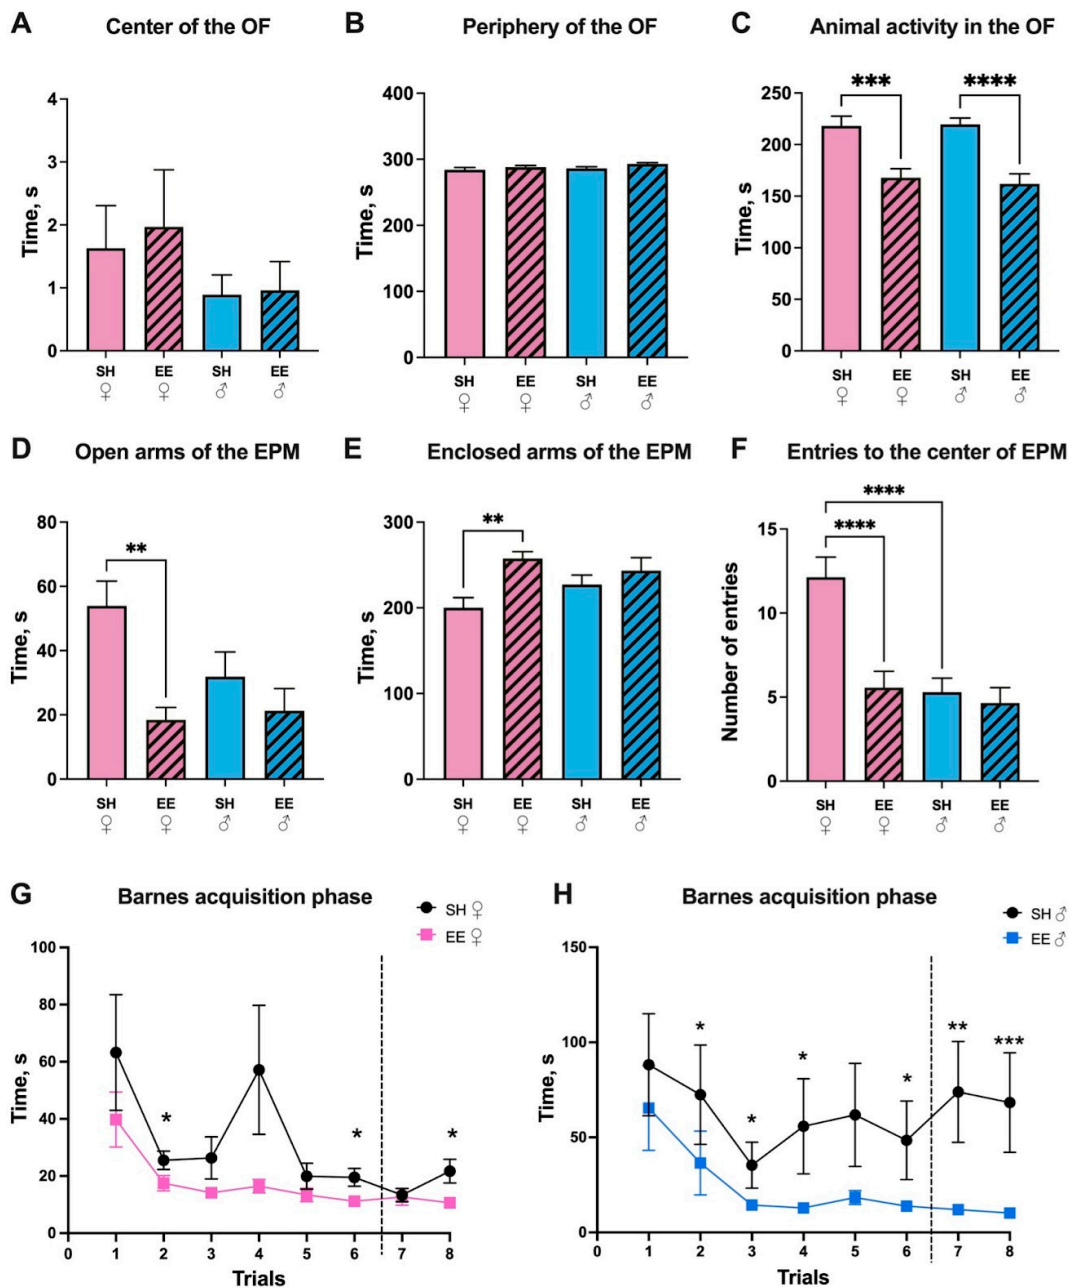 A Center of the OF
Time, s
4
3
2
1
0
SH EE SH EE
♀ ♀ ♂ ♂
B Periphery of the OF
Time, s
400
300
200
100
0
SH EE SH EE
♀ ♀ ♂ ♂
C Animal activity in the OF
Time, s
250
200
150
100
50
0
*** ****
SH EE SH EE
♀ ♀ ♂ ♂
D Open arms of the EPM
Time, s
80
60
40
20
0
**
SH EE SH EE
♀ ♀ ♂ ♂
E Enclosed arms of the EPM
Time, s
300
200
100
0
**
SH EE SH EE
♀ ♀ ♂ ♂
F Entries to the center of EPM
Number of entries
15
10
5
0
****
****
SH EE SH EE
♀ ♀ ♂ ♂
G Barnes acquisition phase
SH ♀
EE ♀
Time, s
100
80
60
40
20
0
* * *
0 1 2 3 4 5 6 7 8
Trials
H Barnes acquisition phase
SH ♂
EE ♂
Time, s
150
100
50
0
* * * * ** ***
0 1 2 3 4 5 6 7 8
Trials